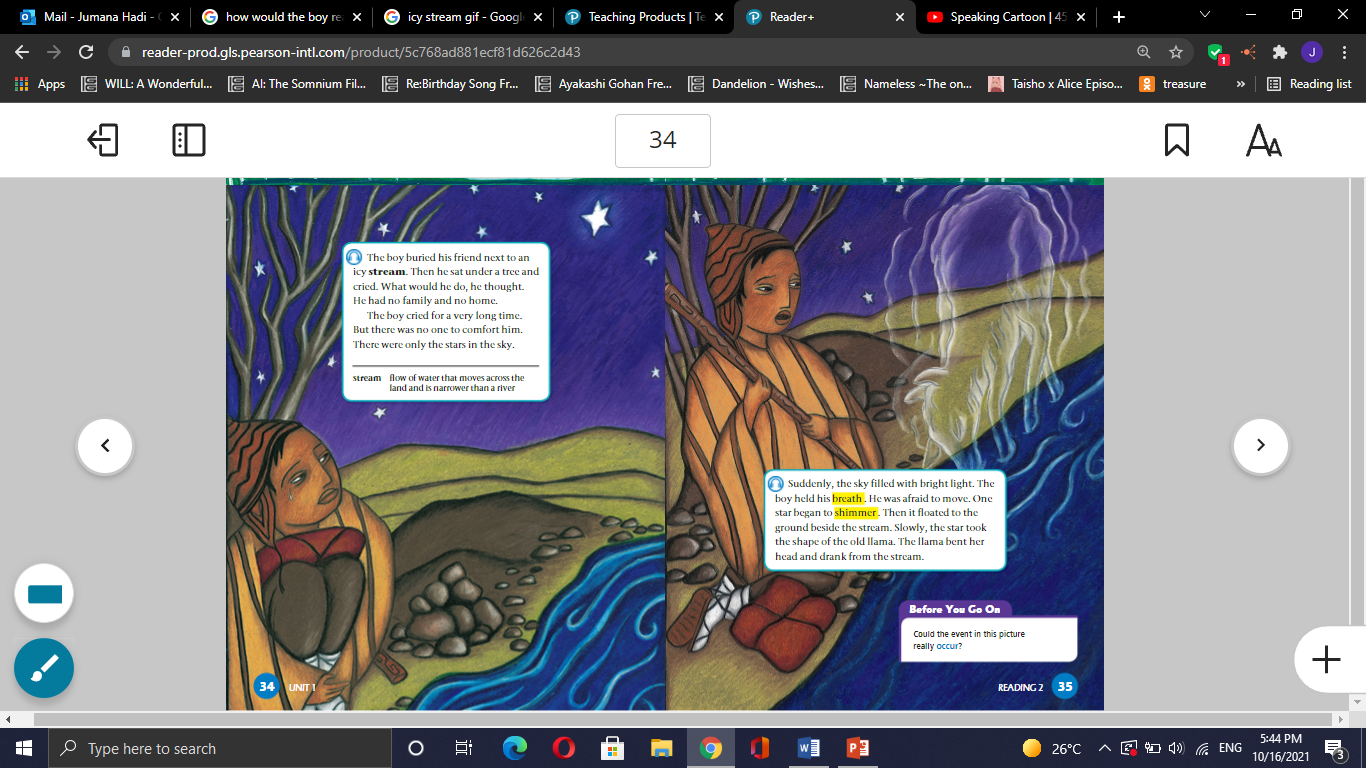 Mail - Jumana Hadi -
how would the boy re
icy stream gif - Goog
Teaching Products | Te
Reader+
Speaking Cartoon | 45
reader-prod.gls.pearson-intl.com/product/5c768ad881ecf81d626c2d43
J
1
Apps
WILL: A Wonderful...
AI: The Somnium Fil...
Re:Birthday Song Fr...
Ayakashi Gohan Fre...
Dandelion - Wishes...
Nameless ~The on...
Taisho x Alice Episo...
treasure
»
Reading list
34
AA
The boy buried his friend next to an
icy stream. Then he sat under a tree and
cried. What would he do, he thought.
He had no family and no home.
The boy cried for a very long time.
But there was no one to comfort him.
There were only the stars in the sky.
stream flow of water that moves across the
land and is narrower than a river
34 UNIT 1
Suddenly, the sky filled with bright light. The
boy held his breath . He was afraid to move. One
star began to shimmer . Then it floated to the
ground beside the stream. Slowly, the star took
the shape of the old llama. The llama bent her
head and drank from the stream.
Before You Go On
Could the event in this picture
really occur?
READING 2 35
Type here to search
26°C
ENG
5:44 PM
10/16/2021
3